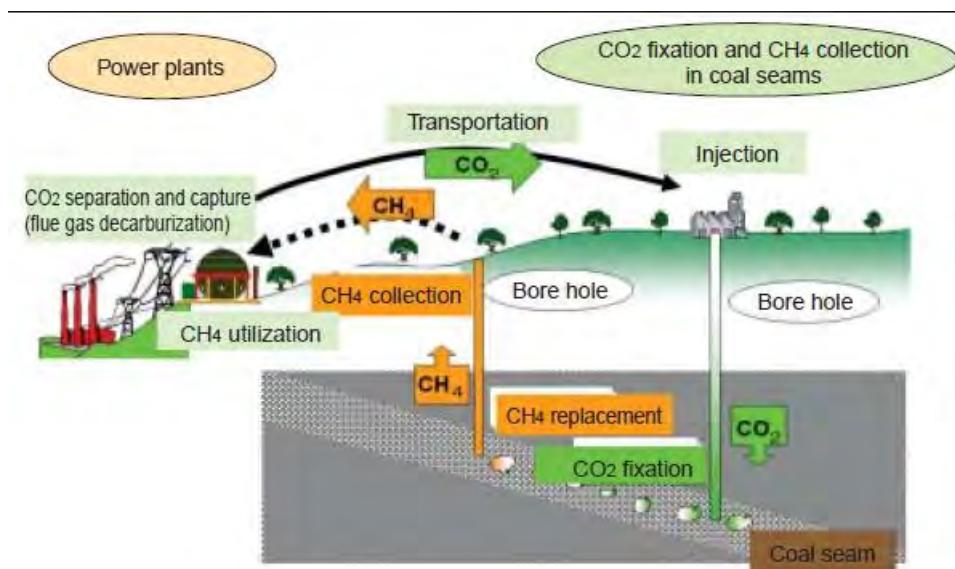 Power plants
CO2 fixation and CH4 collection
in coal seams
Transportation
CO2
Injection
CO2 separation and capture
(flue gas decarburization)
CH4
CH4 collection
Bore hole
Bore hole
CH4 utilization
CH4
CH4 replacement
CO2
CO2 fixation
Coal seam